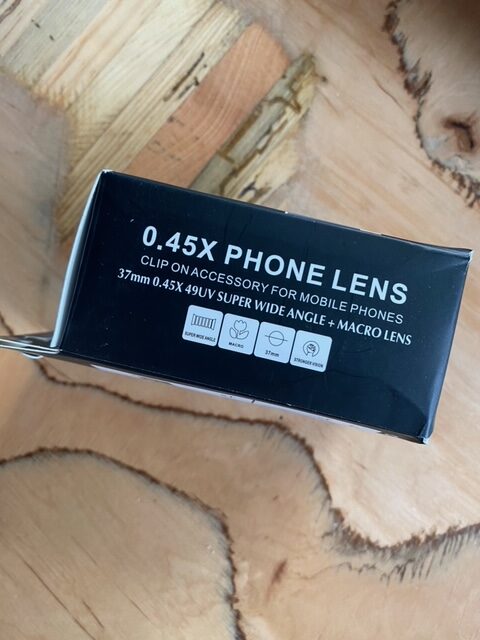 0.45X PHONE LENS
CLIP ON ACCESSORY FOR MOBILE PHONES
37mm 0.45X 49UV SUPER WIDE ANGLE + MACRO LENS
SUPER WIDE ANGLE
MACRO
37mm
STRONGER VISION